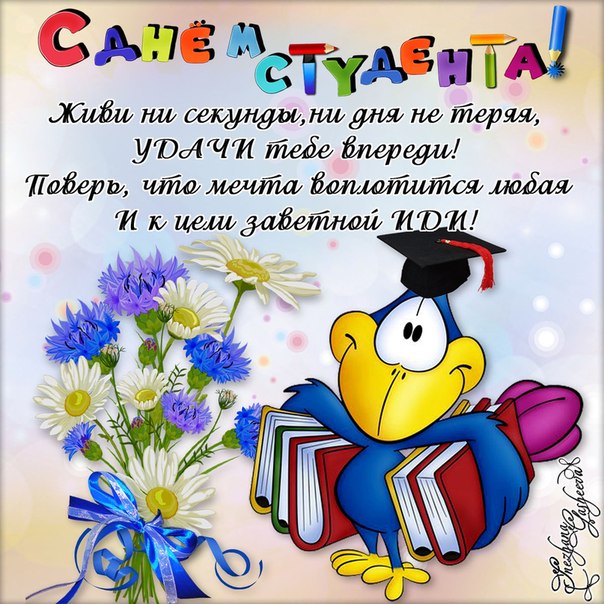 С ДНЁМ
СТУДЕНТА!
Живи ни секунды,ни дня не теряя,
УДАЧИ тебе впереди!
Поверь, что мечта воплотится любая
И к цели заветной ИДИ!